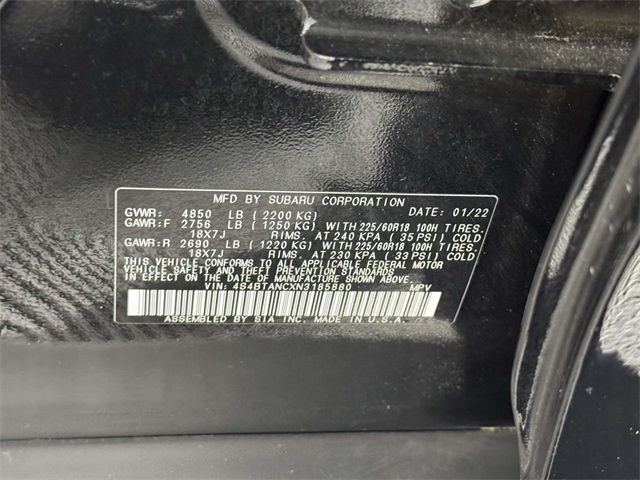 MFD BY SUBARU CORPORATION
GVWR: 4850 LB (2200 KG) DATE: 01/22
GAWR:F 2756 LB (1250 KG) WITH 225/60R18 100H TIRES.
18X7J RIMS. AT 240 KPA (35 PSI) COLD
GAWR:R 2690 LB (1220 KG) WITH 225/60R18 100H TIRES.
18X7J RIMS. AT 230 KPA (33 PSI) COLD
THIS VEHICLE CONFORMS TO ALL APPLICABLE FEDERAL MOTOR
VEHICLE SAFETY AND THEFT PREVENTION STANDARDS
IN EFFECT ON THE DATE OF MANUFACTURE SHOWN ABOVE.
VIN: 4S4BTANCXN3185880 MPV
ASSEMBLED BY SIA INC. MADE IN U.S.A.